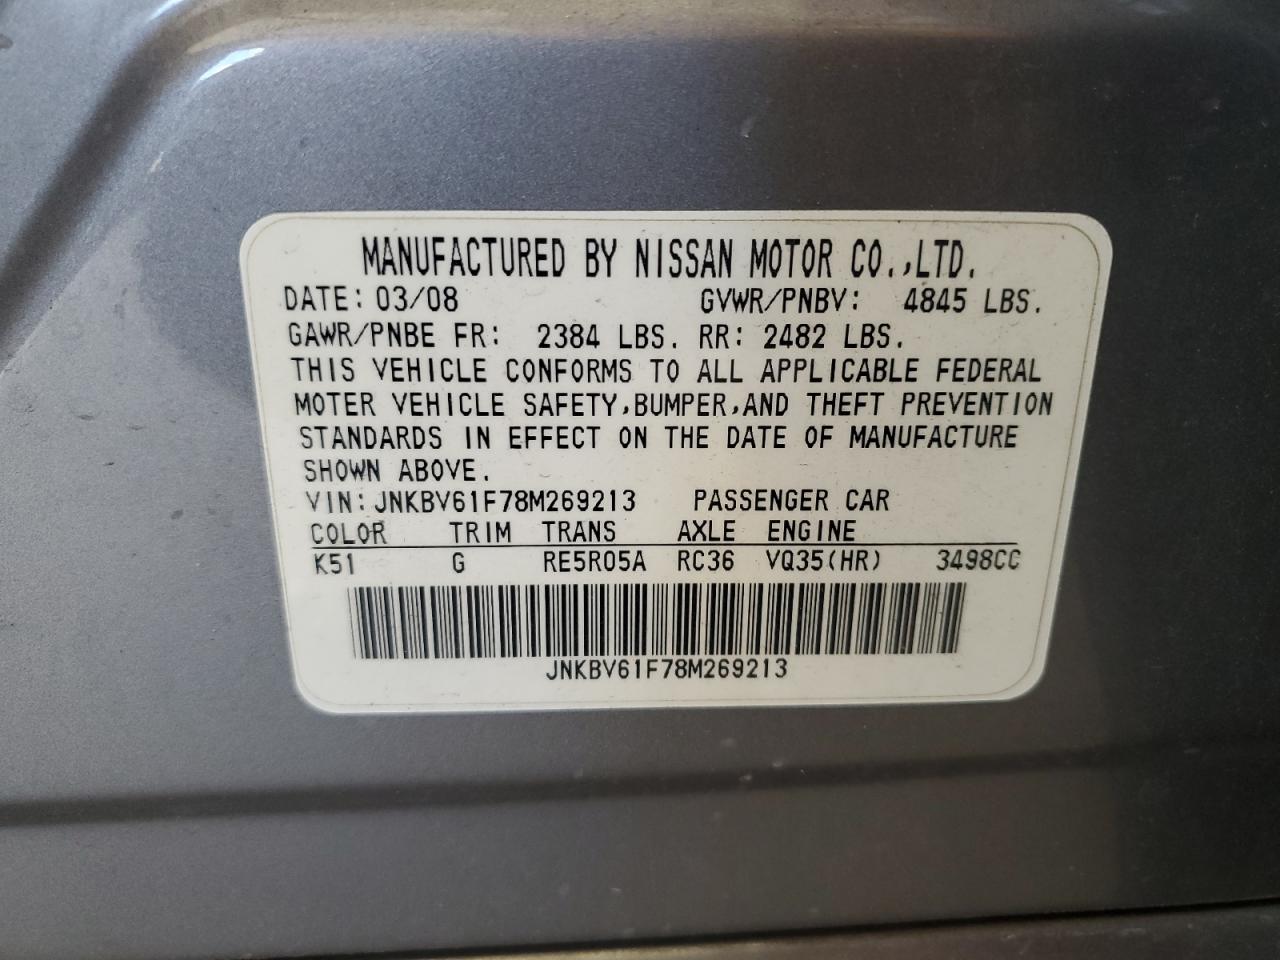 MANUFACTURED BY NISSAN MOTOR CO.,LTD.
DATE: 03/08 GVWR/PNBV: 4845 LBS.
GAWR/PNBE FR: 2384 LBS. RR: 2482 LBS.
THIS VEHICLE CONFORMS TO ALL APPLICABLE FEDERAL
MOTER VEHICLE SAFETY,BUMPER,AND THEFT PREVENTION
STANDARDS IN EFFECT ON THE DATE OF MANUFACTURE
SHOWN ABOVE.
VIN:JNKBV61F78M269213 PASSENGER CAR
COLOR TRIM TRANS AXLE ENGINE
K51 G RE5R05A RC36 VQ35(HR) 3498CC
JNKBV61F78M269213